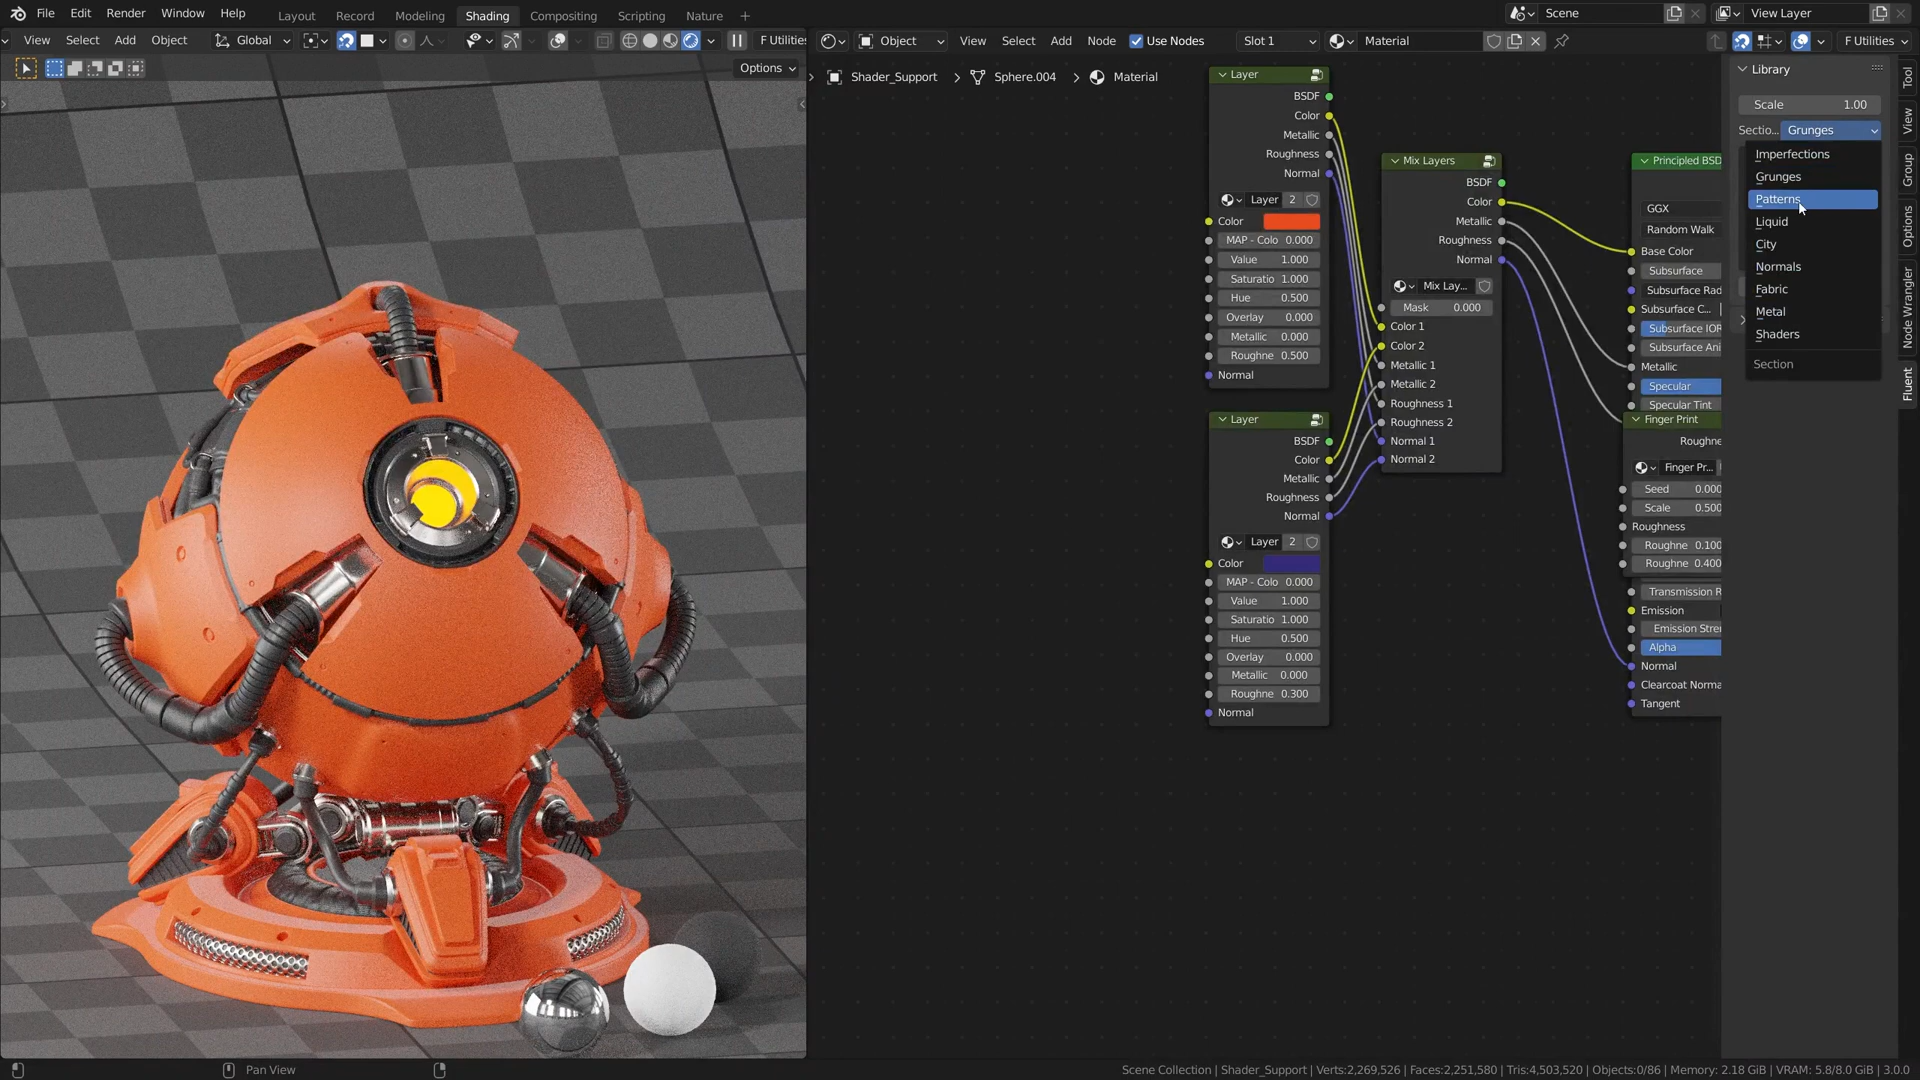 File Edit Render Window Help Layout Record Modeling Shading Compositing Scripting Nature + Scene View Layer
View Select Add Object Global F Utilitie Object View Select Add Node Use Nodes Slot 1 Material F Utilities
Options
Shader_Support > Sphere.004 > Material
Layer
BSDF
Color
Metallic
Roughness
Normal
Layer 2
Color
MAP - Colo 0.000
Value 1.000
Saturatio 1.000
Hue 0.500
Overlay 0.000
Metallic 0.000
Roughne 0.500
Normal
Layer
BSDF
Color
Metallic
Roughness
Normal
Layer 2
Color
MAP - Colo 0.000
Value 1.000
Saturatio 1.000
Hue 0.500
Overlay 0.000
Metallic 0.000
Roughne 0.300
Normal
Mix Layers
BSDF
Color
Metallic
Roughness
Normal
Mix Lay...
Mask 0.000
Color 1
Color 2
Metallic 1
Metallic 2
Roughness 1
Roughness 2
Normal 1
Normal 2
Principled BSD
GGX
Random Walk
Base Color
Subsurface
Subsurface Rad
Subsurface C...
Subsurface IOR
Subsurface Ani
Metallic
Specular
Specular Tint
Finger Print
Roughne
Finger Pr...
Seed 0.000
Scale 0.500
Roughness
Roughne 0.100
Roughne 0.400
Transmission R
Emission
Emission Stre
Alpha
Normal
Clearcoat Norma
Tangent
Library
Scale 1.00
Sectio... Grunges
Imperfections
Grunges
Patterns
Liquid
City
Normals
Fabric
Metal
Shaders
Section
Tool
View
Group
Options
Node Wrangler
Fluent
Pan View
Scene Collection | Shader_Support | Verts:2,269,526 | Faces:2,251,580 | Tris:4,503,520 | Objects:0/86 | Memory: 2.18 GiB | VRAM: 5.8/8.0 GiB | 3.0.0